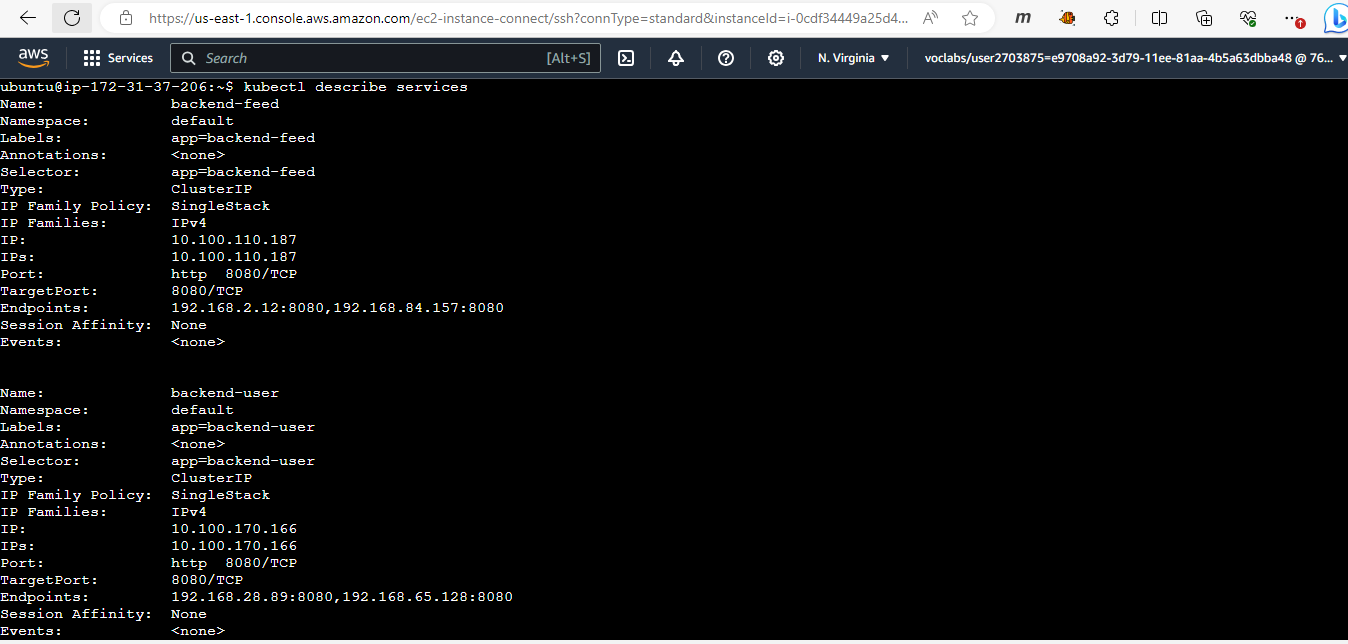 https://us-east-1.console.aws.amazon.com/ec2-instance-connect/ssh?connType=standard&instanceId=i-0cdf34449a25d4...
aws Services Search [Alt+S] N. Virginia voclabs/user2703875=e9708a92-3d79-11ee-81aa-4b5a63dbba48 @ 76...
ubuntu@ip-172-31-37-206:~$ kubectl describe services
Name: backend-feed
Namespace: default
Labels: app=backend-feed
Annotations: <none>
Selector: app=backend-feed
Type: ClusterIP
IP Family Policy: SingleStack
IP Families: IPv4
IP: 10.100.110.187
IPs: 10.100.110.187
Port: http 8080/TCP
TargetPort: 8080/TCP
Endpoints: 192.168.2.12:8080,192.168.84.157:8080
Session Affinity: None
Events: <none>
Name: backend-user
Namespace: default
Labels: app=backend-user
Annotations: <none>
Selector: app=backend-user
Type: ClusterIP
IP Family Policy: SingleStack
IP Families: IPv4
IP: 10.100.170.166
IPs: 10.100.170.166
Port: http 8080/TCP
TargetPort: 8080/TCP
Endpoints: 192.168.28.89:8080,192.168.65.128:8080
Session Affinity: None
Events: <none>